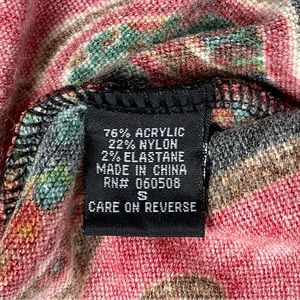 76% ACRYLIC
22% NYLON
2% ELASTANE
MADE IN CHINA
RN# 060508
S
CARE ON REVERSE